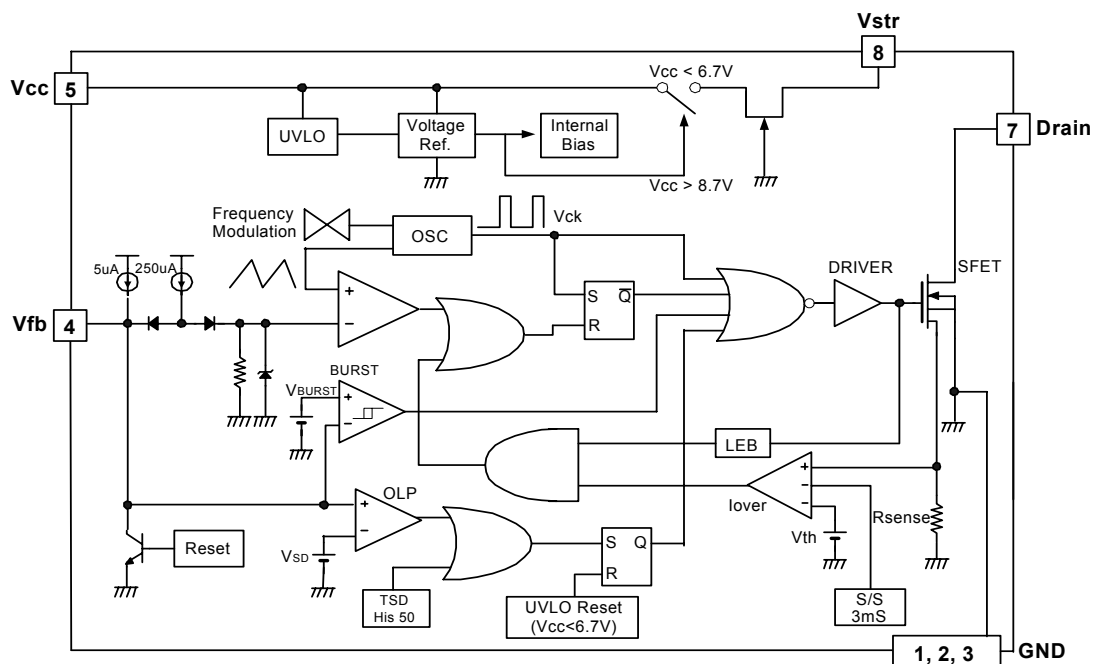 Vstr
8
Vcc
5
Vcc < 6.7V
7
Drain
UVLO
Voltage
Ref.
Internal
Bias
Vcc > 8.7V
Frequency
Modulation
OSC
Vck
5uA
250uA
DRIVER
SFET
+
−
S
Q
R
Vfb
4
BURST
VBURST
+
−
LEB
OLP
+
−
VSD
+
−
−
Iover
Vth
Rsense
Reset
S
Q
R
TSD
His 50
UVLO Reset
(Vcc<6.7V)
S/S
3mS
1, 2, 3
GND